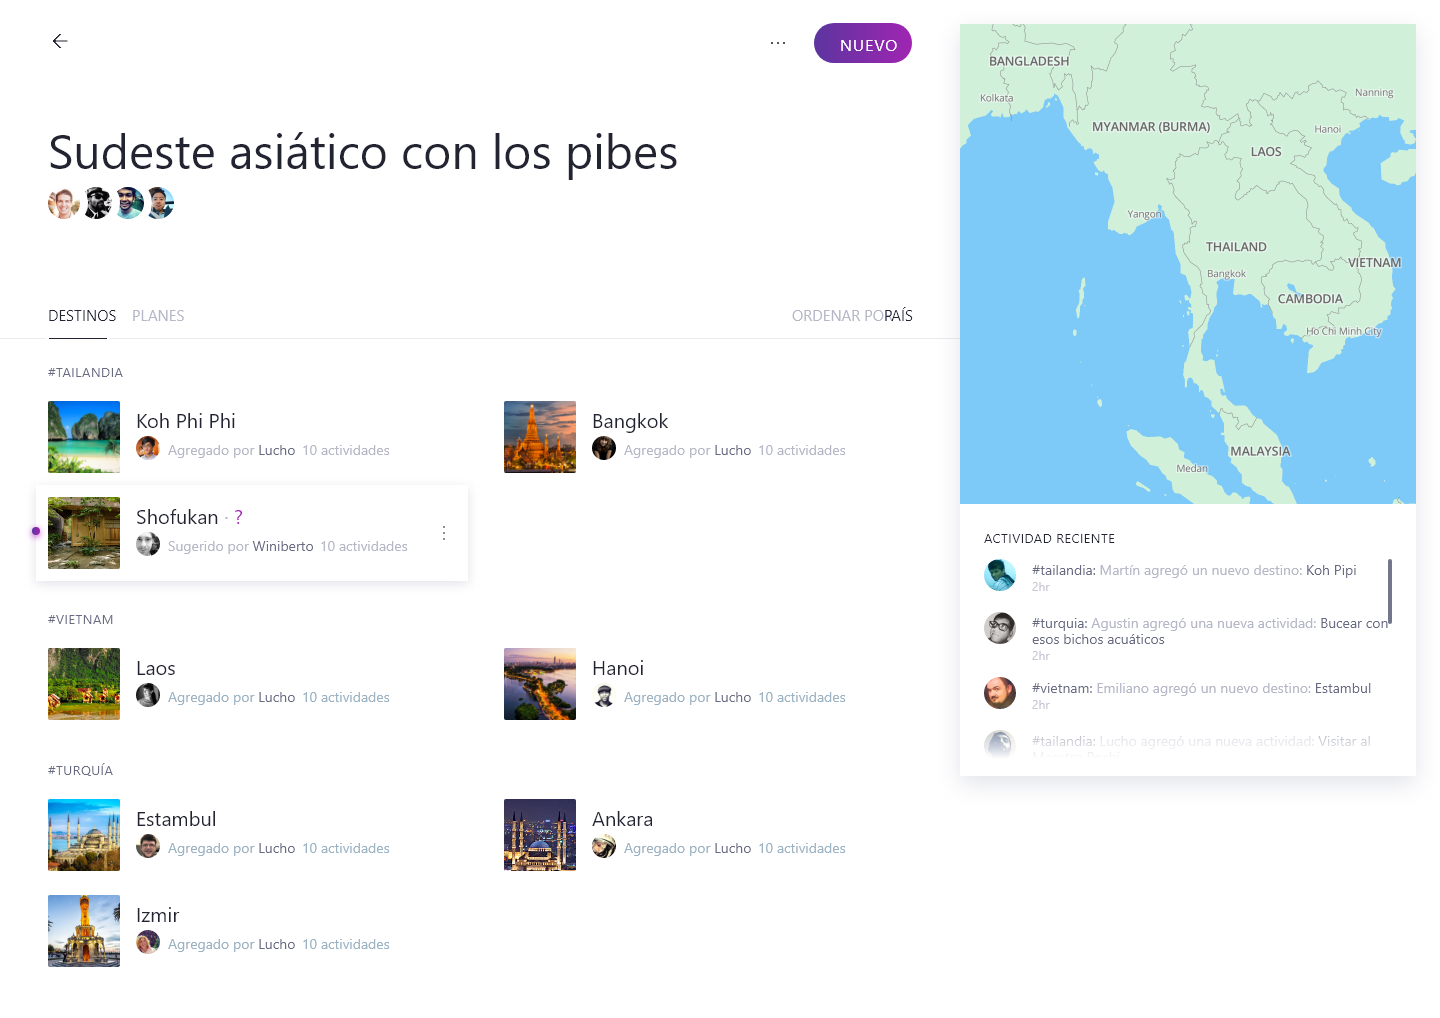 ...
NUEVO
Sudeste asiático con los pibes
DESTINOS PLANES
ORDENAR POR PAÍS
#TAILANDIA
Koh Phi Phi
Agregado por Lucho 10 actividades
Bangkok
Agregado por Lucho 10 actividades
Shofukan · ?
Sugerido por Winiberto 10 actividades
#VIETNAM
Laos
Agregado por Lucho 10 actividades
Hanoi
Agregado por Lucho 10 actividades
#TURQUÍA
Estambul
Agregado por Lucho 10 actividades
Ankara
Agregado por Lucho 10 actividades
Izmir
Agregado por Lucho 10 actividades
BANGLADESH
Kolkata
Nanning
MYANMAR (BURMA)
Hanoi
LAOS
Yangon
THAILAND
VIETNAM
Bangkok
CAMBODIA
Ho Chi Minh City
MALAYSIA
Medan
ACTIVIDAD RECIENTE
#tailandia: Martín agregó un nuevo destino: Koh Pipi
2hr
#turquia: Agustin agregó una nueva actividad: Bucear con
esos bichos acuáticos
2hr
#vietnam: Emiliano agregó un nuevo destino: Estambul
2hr
#tailandia: Lucho agregó una nueva actividad: Visitar al